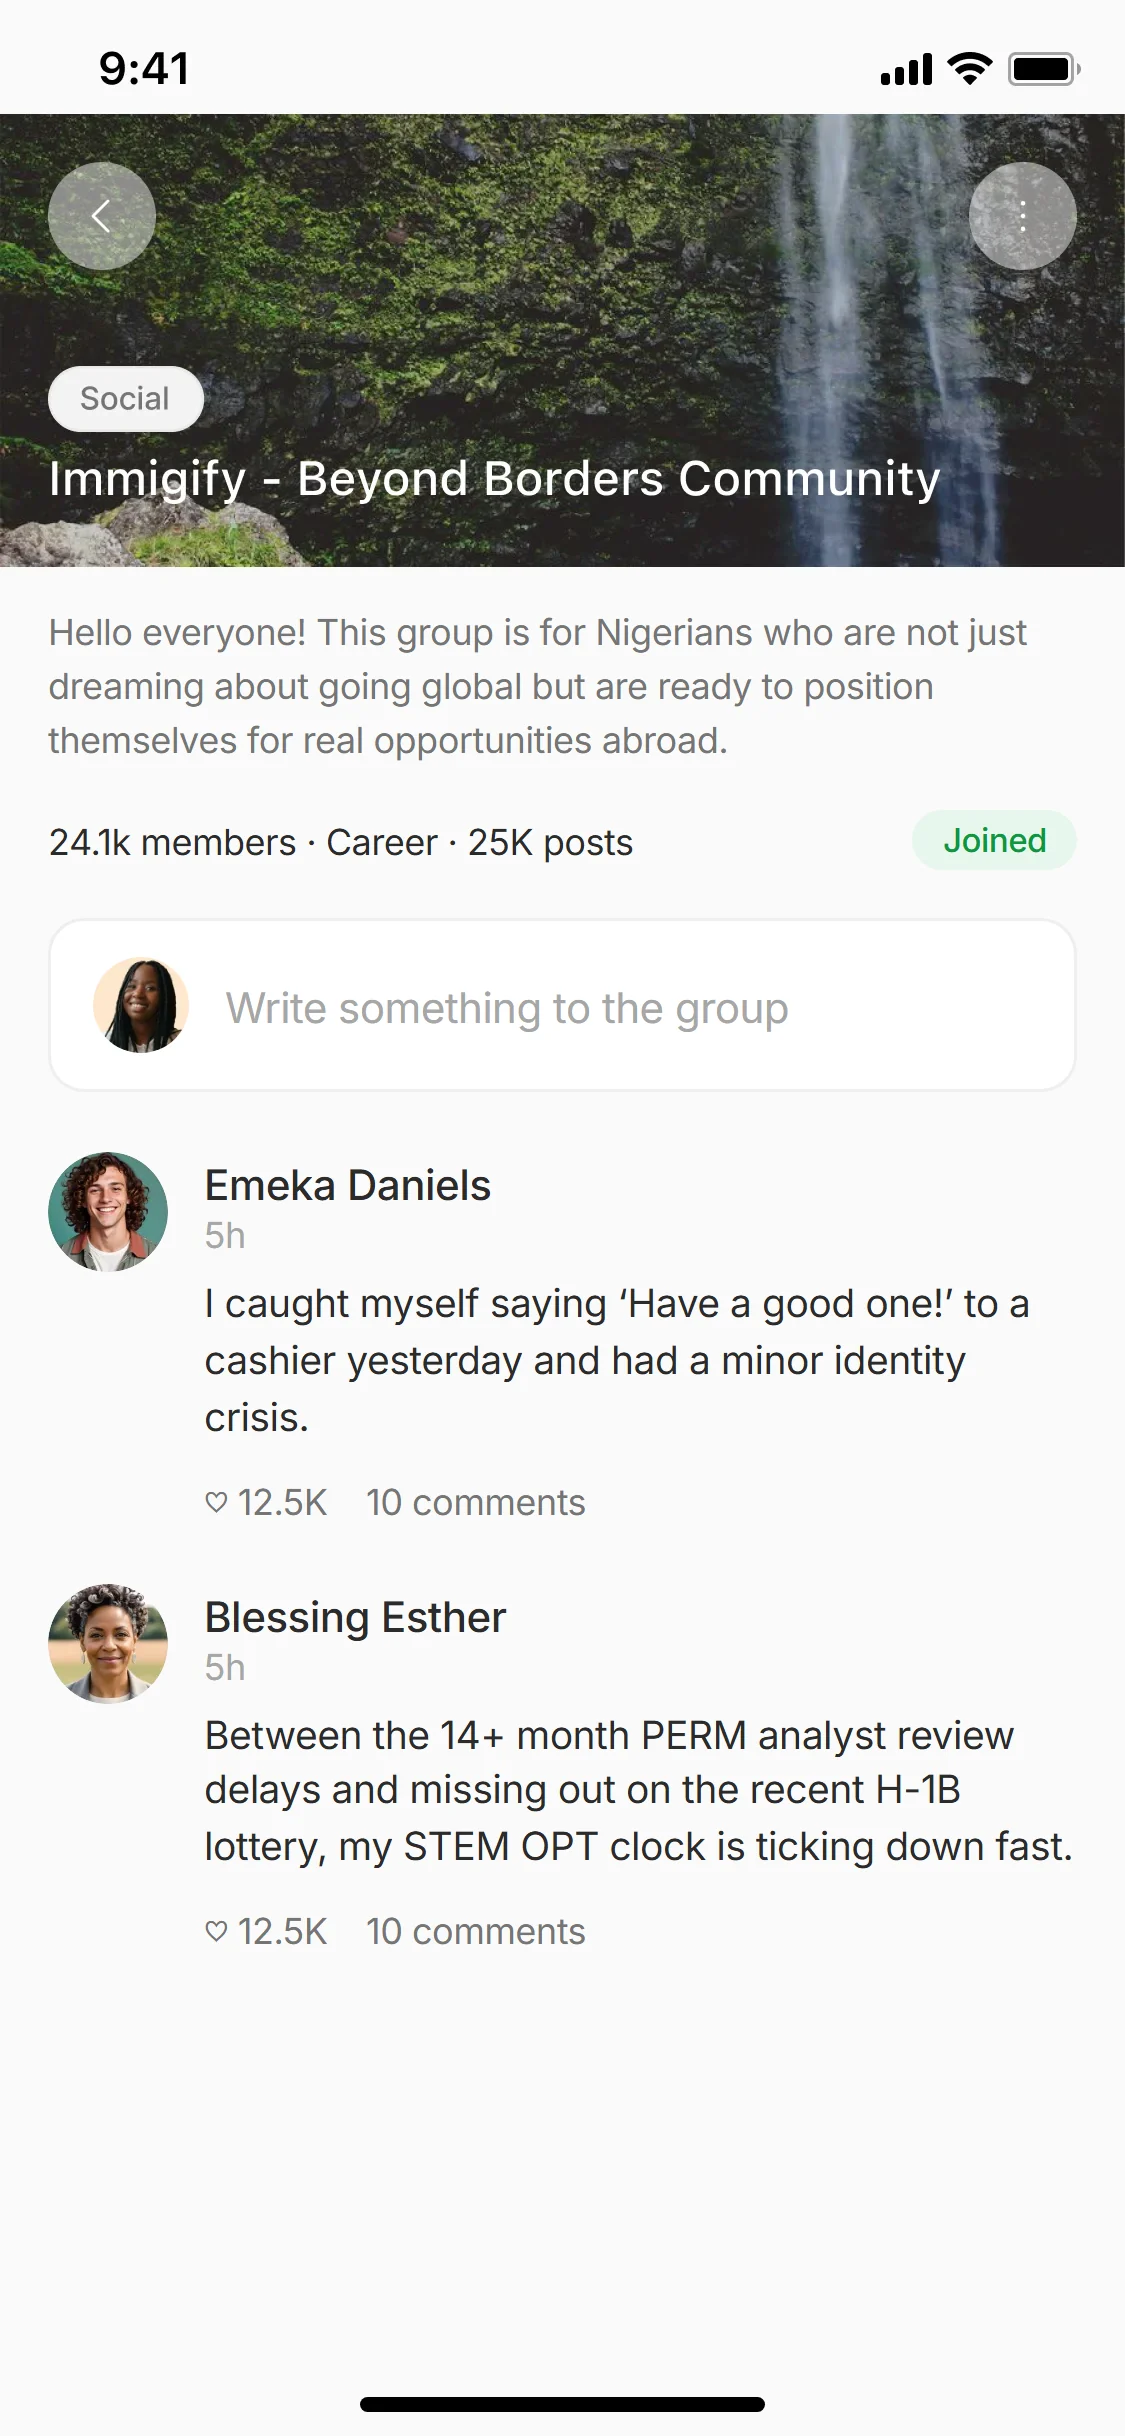 9:41
Social
Immigify - Beyond Borders Community
Hello everyone! This group is for Nigerians who are not just
dreaming about going global but are ready to position
themselves for real opportunities abroad.
24.1k members · Career · 25K posts
Joined
Write something to the group
Emeka Daniels
5h
I caught myself saying ‘Have a good one!’ to a
cashier yesterday and had a minor identity
crisis.
12.5K 10 comments
Blessing Esther
5h
Between the 14+ month PERM analyst review
delays and missing out on the recent H-1B
lottery, my STEM OPT clock is ticking down fast.
12.5K 10 comments